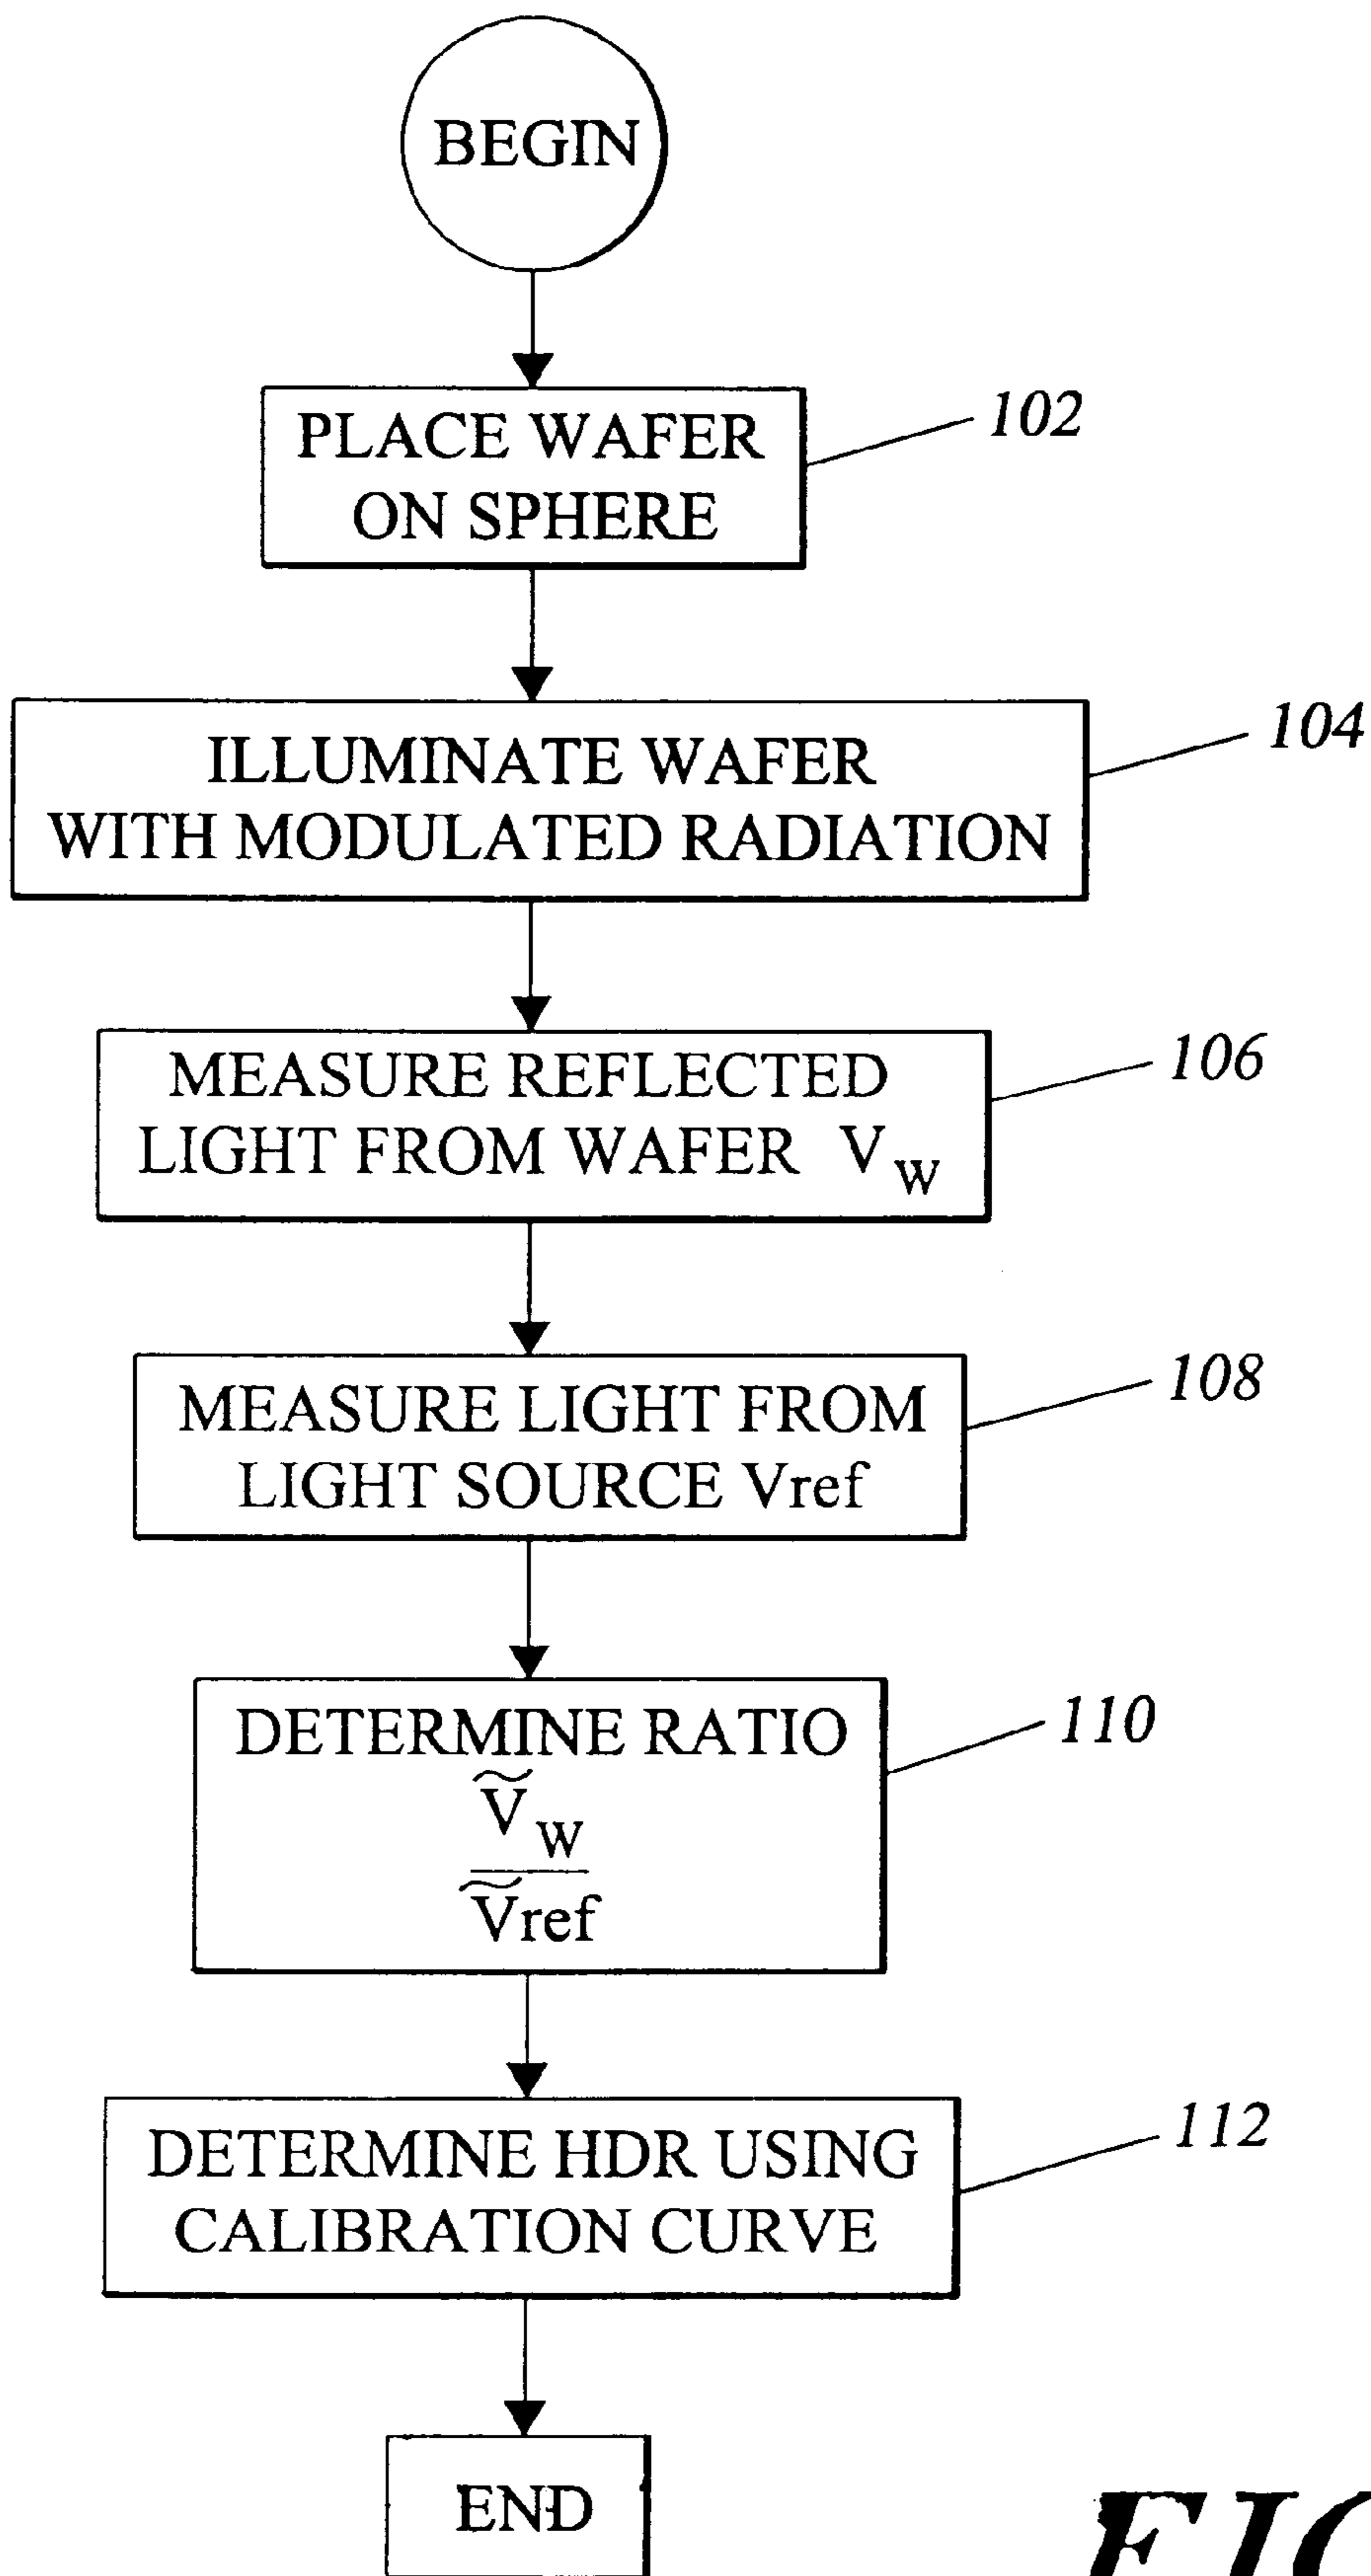 BEGIN
PLACE WAFER
ON SPHERE
102
ILLUMINATE WAFER
WITH MODULATED RADIATION
104
MEASURE REFLECTED
LIGHT FROM WAFER V_W
106
MEASURE LIGHT FROM
LIGHT SOURCE Vref
108
DETERMINE RATIO
Ṽ_W
Ṽref
110
DETERMINE HDR USING
CALIBRATION CURVE
112
END